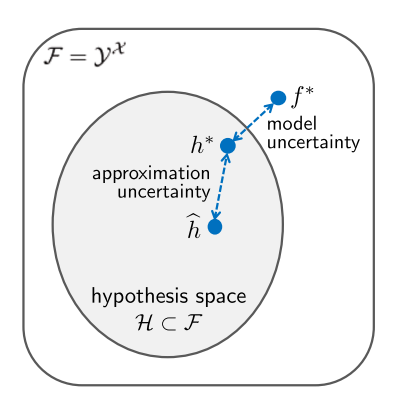 𝓕 = 𝓨^𝓧
f*
model
uncertainty
h*
approximation
uncertainty
ĥ
hypothesis space
𝓗 ⊂ 𝓕